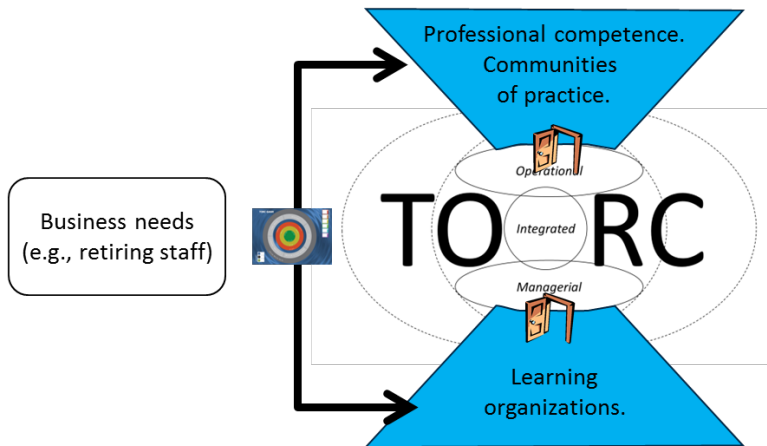 Professional competence.
Communities
of practice.
Operational
Business needs
(e.g., retiring staff)
TO RC
Integrated
Managerial
Learning
organizations.